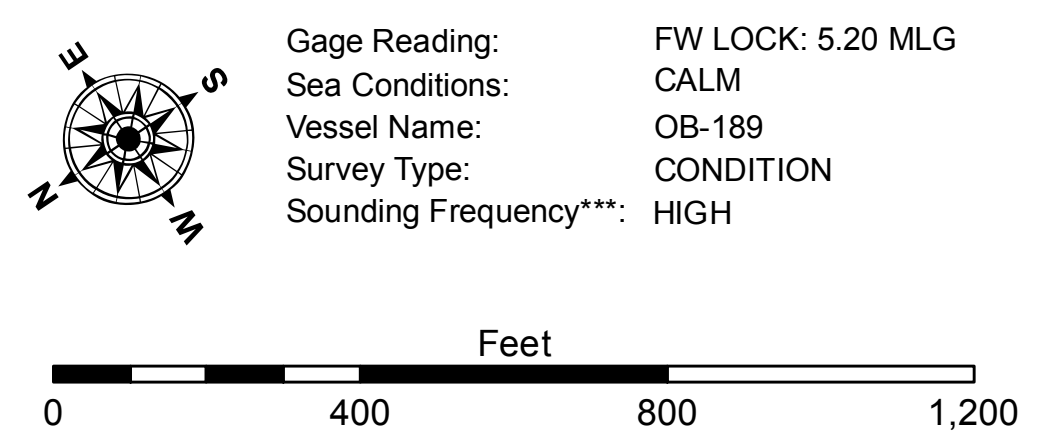 E
S
N
W
Gage Reading: FW LOCK: 5.20 MLG
Sea Conditions: CALM
Vessel Name: OB-189
Survey Type: CONDITION
Sounding Frequency***: HIGH
Feet
0 400 800 1,200